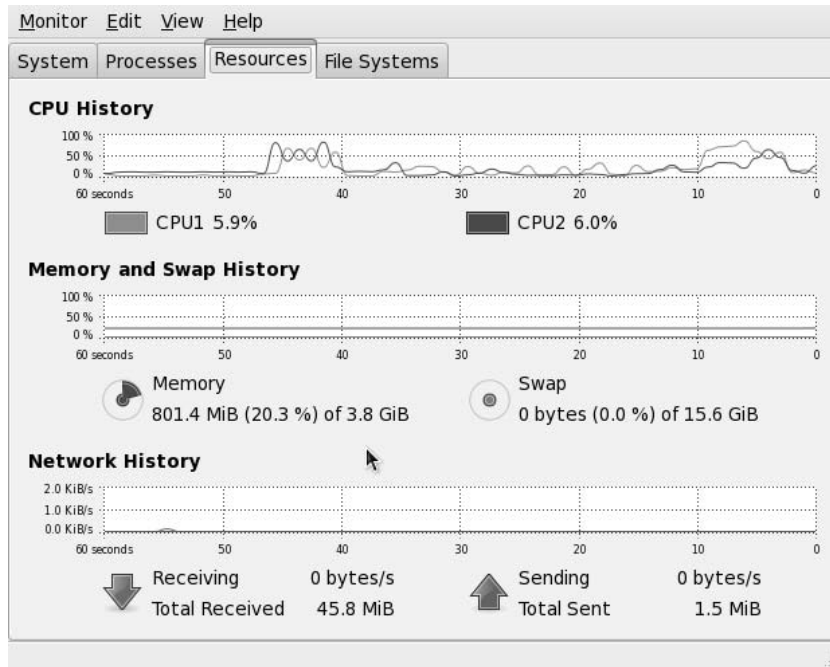 Monitor Edit View Help
System Processes Resources File Systems
CPU History
100 %
50 %
0 %
60 seconds 50 40 30 20 10 0
CPU1 5.9% CPU2 6.0%
Memory and Swap History
100 %
50 %
0 %
60 seconds 50 40 30 20 10 0
Memory Swap
801.4 MiB (20.3 %) of 3.8 GiB 0 bytes (0.0 %) of 15.6 GiB
Network History
2.0 KiB/s
1.0 KiB/s
0.0 KiB/s
60 seconds 50 40 30 20 10 0
Receiving 0 bytes/s Sending 0 bytes/s
Total Received 45.8 MiB Total Sent 1.5 MiB